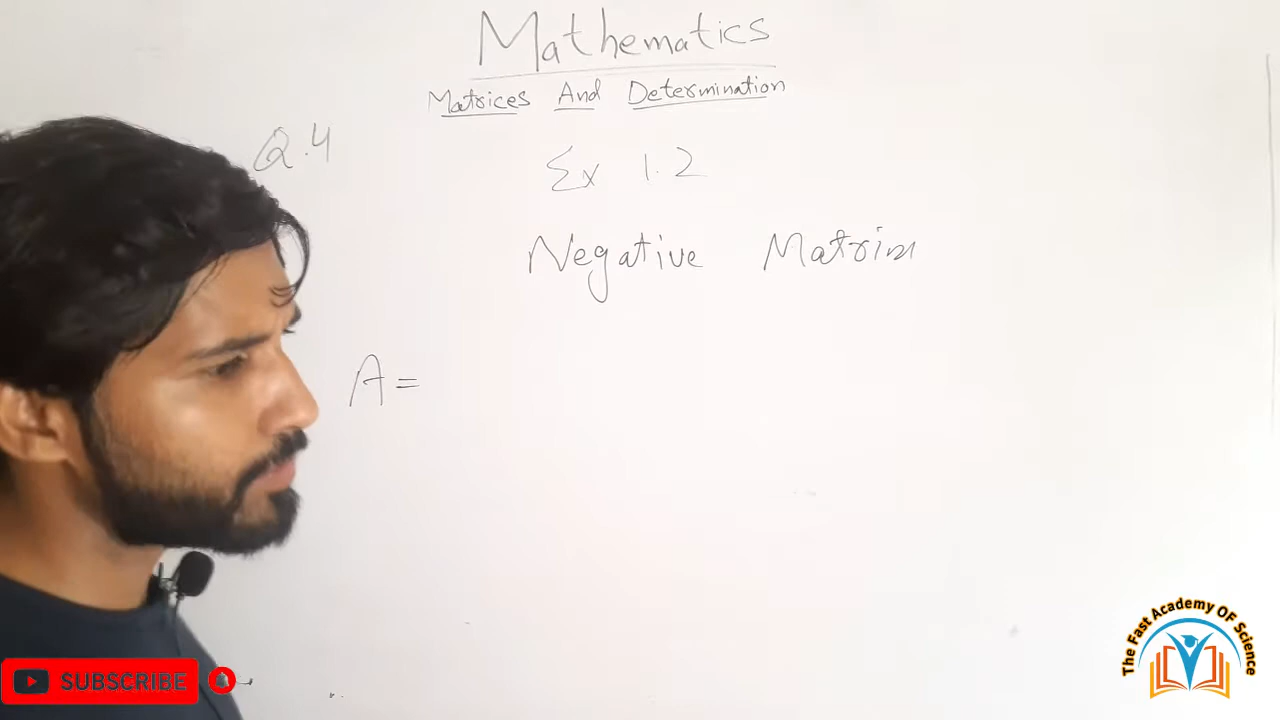 Mathematics
Matrices And Determination
Q.4
Ex 1.2
Negative Matrix
A=
The Fast Academy OF Science
SUBSCRIBE